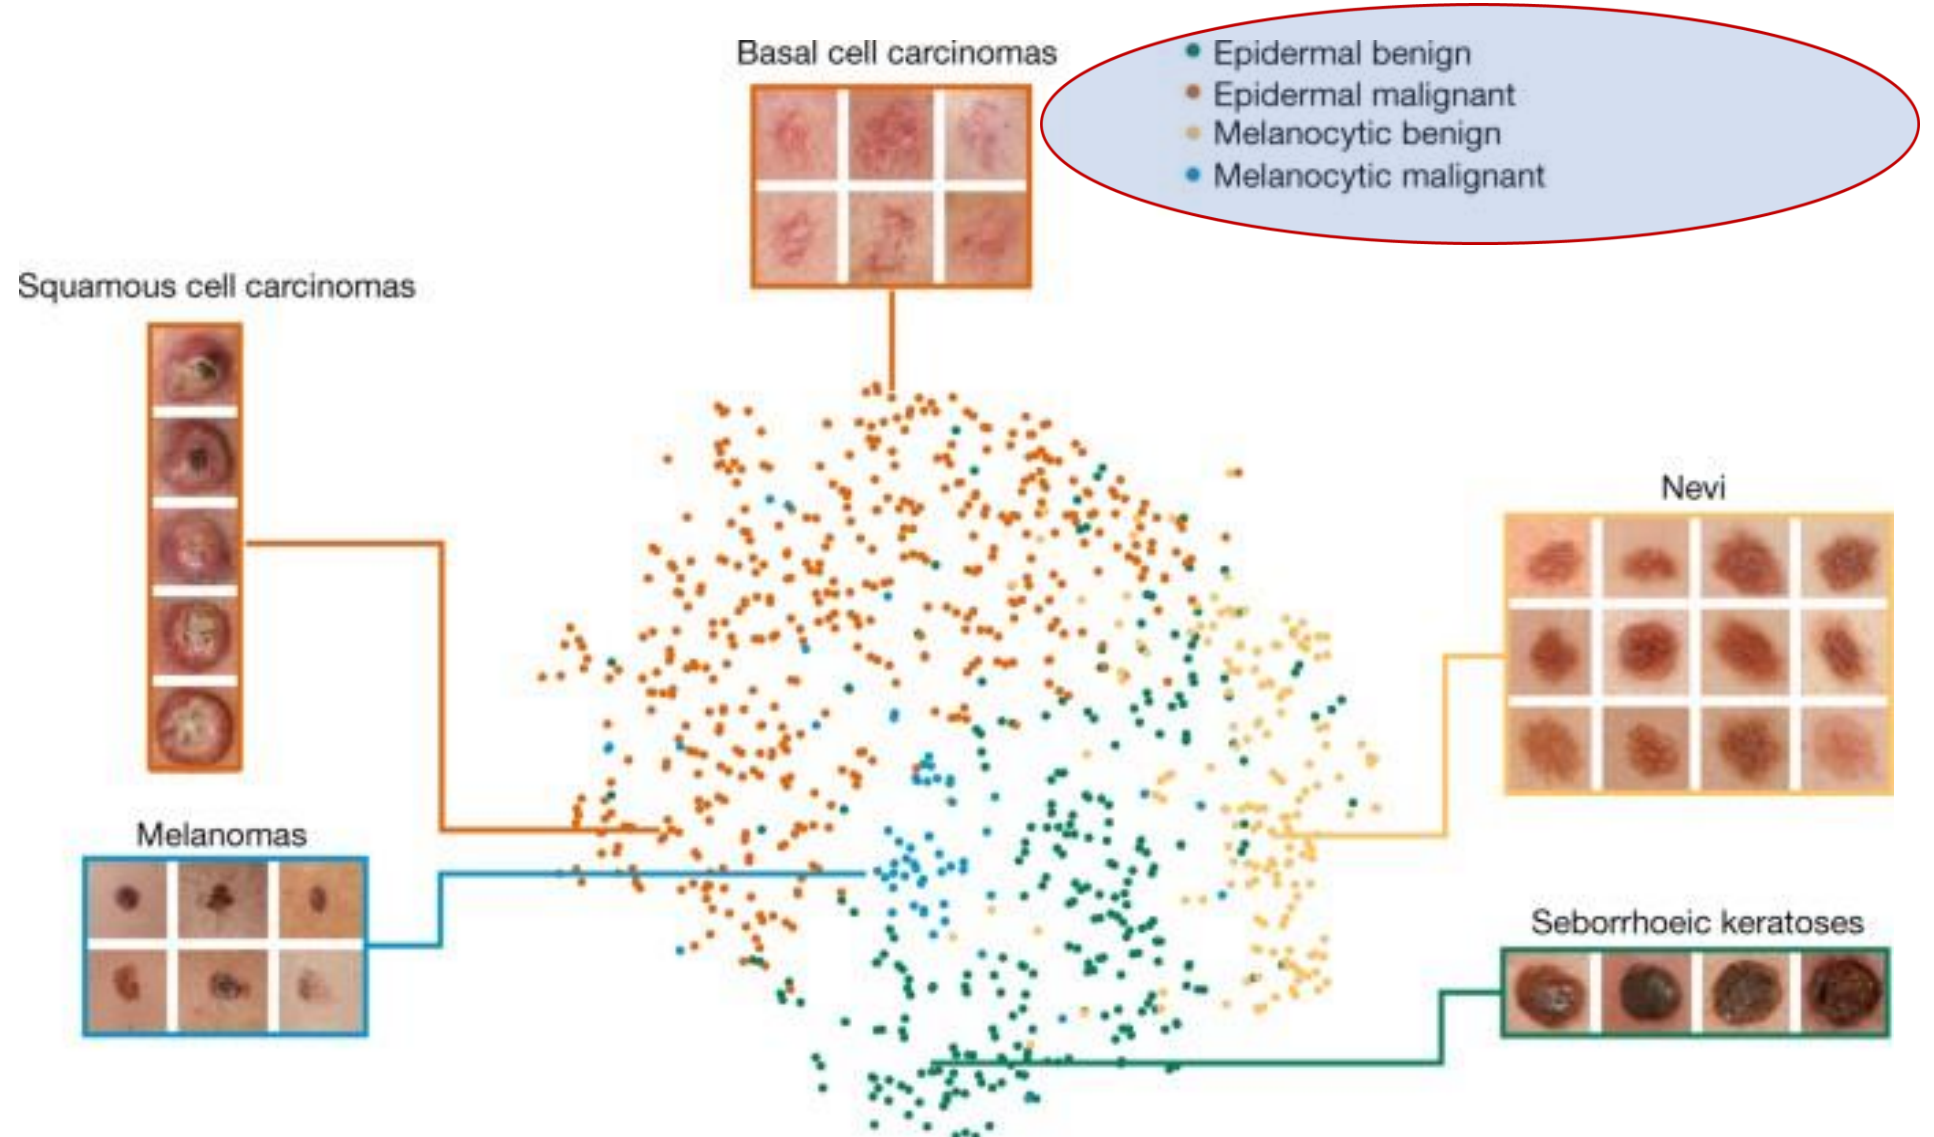 Basal cell carcinomas
Epidermal benign
Epidermal malignant
Melanocytic benign
Melanocytic malignant
Squamous cell carcinomas
Nevi
Melanomas
Seborrhoeic keratoses